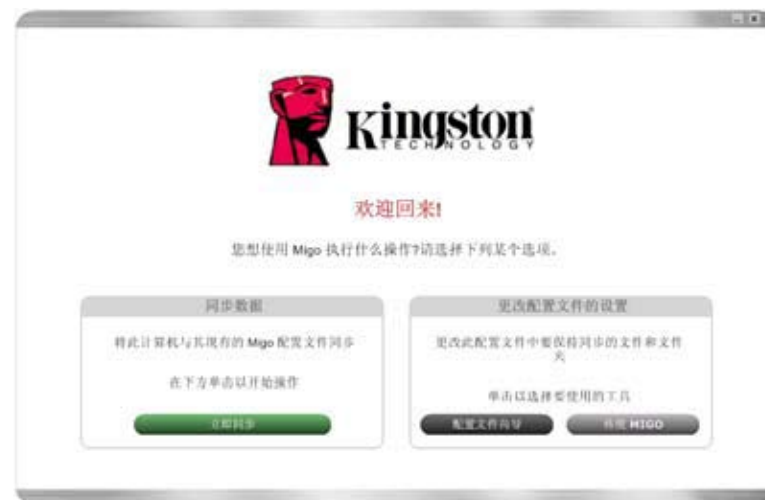 Kingston
TECHNOLOGY
欢迎回来!
您想使用 Migo 执行什么操作?请选择下列某个选项。
同步数据
将此计算机与其现有的 Migo 配置文件同步
在下方单击以开始操作
立即同步
更改配置文件的设置
更改此配置文件中要保持同步的文件和文件
夹
单击以选择要使用的工具
配置文件向导
MIGO